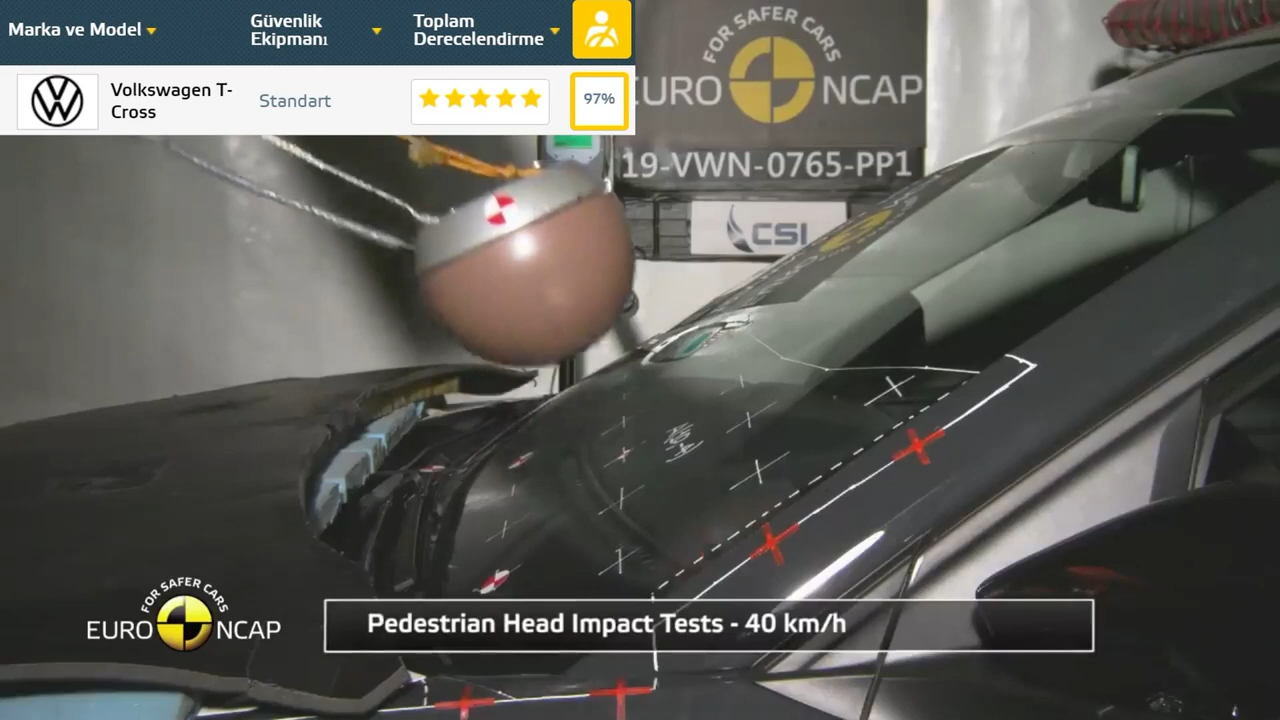 Marka ve Model
Güvenlik
Ekipmanı
Toplam
Derecelendirme
Volkswagen T-
Cross
Standart
97%
FOR SAFER CARS
EURO NCAP
19-VWN-0765-PP1
CSI
FOR SAFER CARS
EURO NCAP
Pedestrian Head Impact Tests - 40 km/h